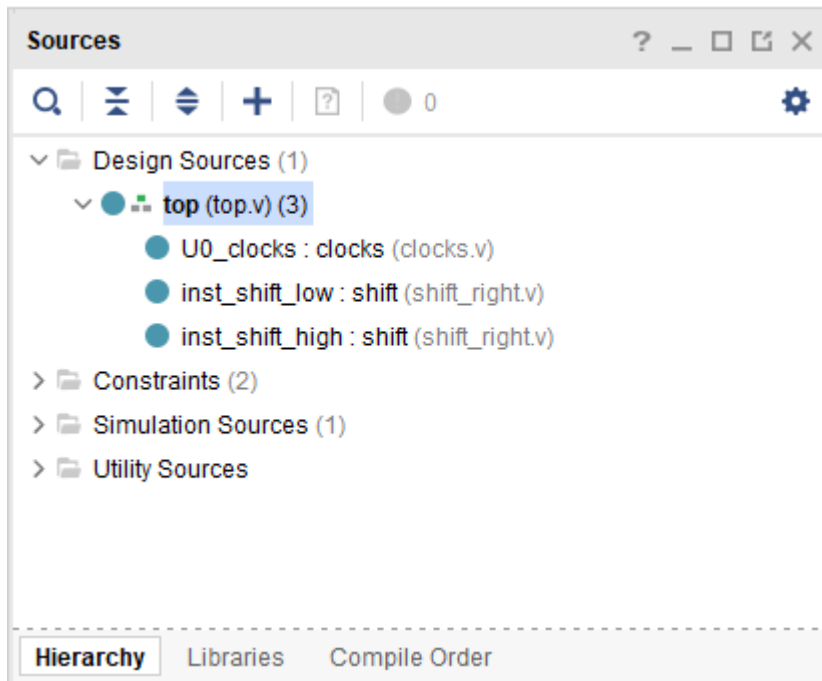 Sources
0
Design Sources (1)
top (top.v) (3)
U0_clocks : clocks (clocks.v)
inst_shift_low : shift (shift_right.v)
inst_shift_high : shift (shift_right.v)
Constraints (2)
Simulation Sources (1)
Utility Sources
Hierarchy Libraries Compile Order